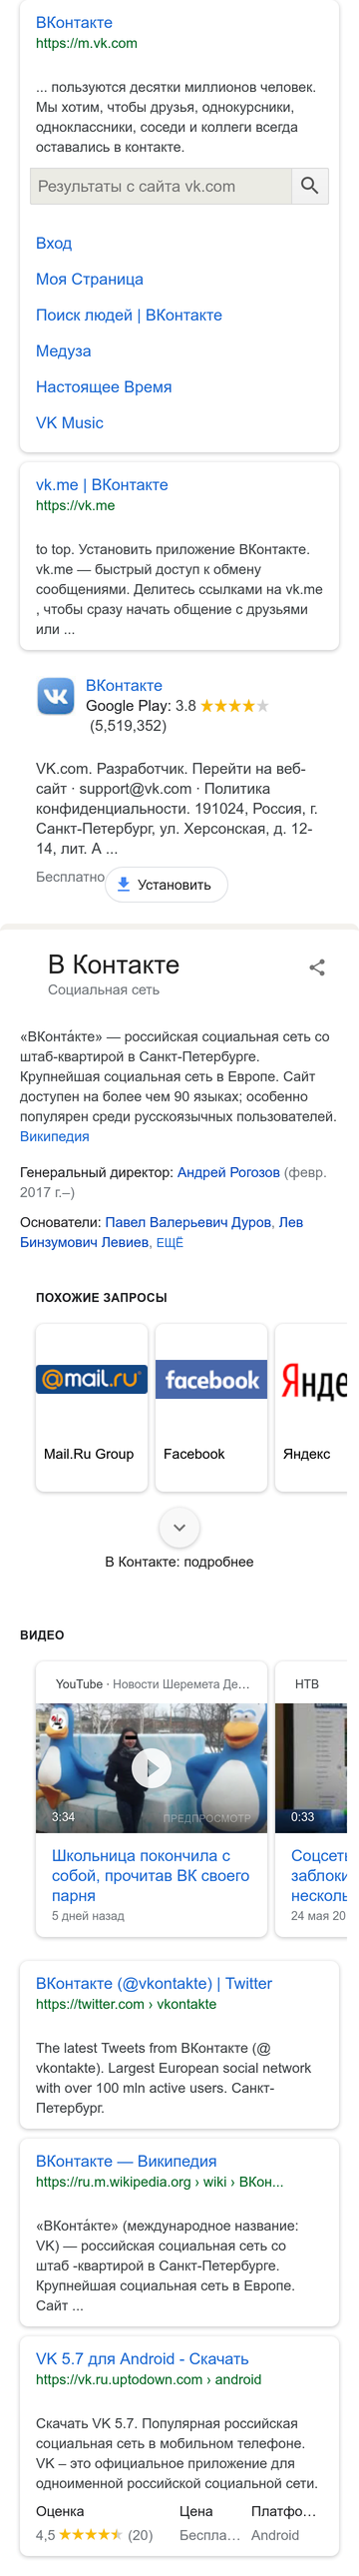 ВКонтакте
https://m.vk.com
... пользуются десятки миллионов человек.
Мы хотим, чтобы друзья, однокурсники,
одноклассники, соседи и коллеги всегда
оставались в контакте.
Результаты с сайта vk.com
Вход
Моя Страница
Поиск людей | ВКонтакте
Медуза
Настоящее Время
VK Music
vk.me | ВКонтакте
https://vk.me
to top. Установить приложение ВКонтакте.
vk.me — быстрый доступ к обмену
сообщениями. Делитесь ссылками на vk.me
, чтобы сразу начать общение с друзьями
или ...
ВКонтакте
Google Play: 3.8
(5,519,352)
VK.com. Разработчик. Перейти на веб-
сайт · support@vk.com · Политика
конфиденциальности. 191024, Россия, г.
Санкт-Петербург, ул. Херсонская, д. 12-
14, лит. А ...
Бесплатно
Установить
В Контакте
Социальная сеть
«ВКонта́кте» — российская социальная сеть со
штаб-квартирой в Санкт-Петербурге.
Крупнейшая социальная сеть в Европе. Сайт
доступен на более чем 90 языках; особенно
популярен среди русскоязычных пользователей.
Википедия
Генеральный директор: Андрей Рогозов (февр.
2017 г.–)
Основатели: Павел Валерьевич Дуров, Лев
Бинзумович Левиев, ЕЩЁ
ПОХОЖИЕ ЗАПРОСЫ
@mail.ru
facebook
Янде
Mail.Ru Group
Facebook
Яндекс
В Контакте: подробнее
ВИДЕО
YouTube · Новости Шеремета Де...
НТВ
3:34
ПРЕДПРОСМОТР
0:33
Школьница покончила с
собой, прочитав ВК своего
парня
5 дней назад
Соцсеть
заблоки
несколь
24 мая 20
ВКонтакте (@vkontakte) | Twitter
https://twitter.com › vkontakte
The latest Tweets from ВКонтакте (@
vkontakte). Largest European social network
with over 100 mln active users. Санкт-
Петербург.
ВКонтакте — Википедия
https://ru.m.wikipedia.org › wiki › ВКон...
«ВКонта́кте» (международное название:
VK) — российская социальная сеть со
штаб -квартирой в Санкт-Петербурге.
Крупнейшая социальная сеть в Европе.
Сайт ...
VK 5.7 для Android - Скачать
https://vk.ru.uptodown.com › android
Скачать VK 5.7. Популярная российская
социальная сеть в мобильном телефоне.
VK – это официальное приложение для
одноименной российской социальной сети.
Оценка Цена Платфо...
4,5 (20) Беспла... Android